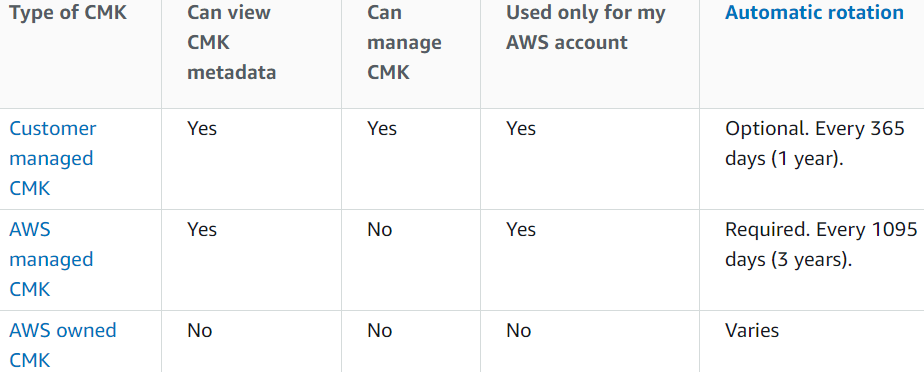 Type of CMK
Can view
CMK
metadata
Can
manage
CMK
Used only for my
AWS account
Automatic rotation
Customer
managed
CMK
Yes
Yes
Yes
Optional. Every 365
days (1 year).
AWS
managed
CMK
Yes
No
Yes
Required. Every 1095
days (3 years).
AWS owned
CMK
No
No
No
Varies